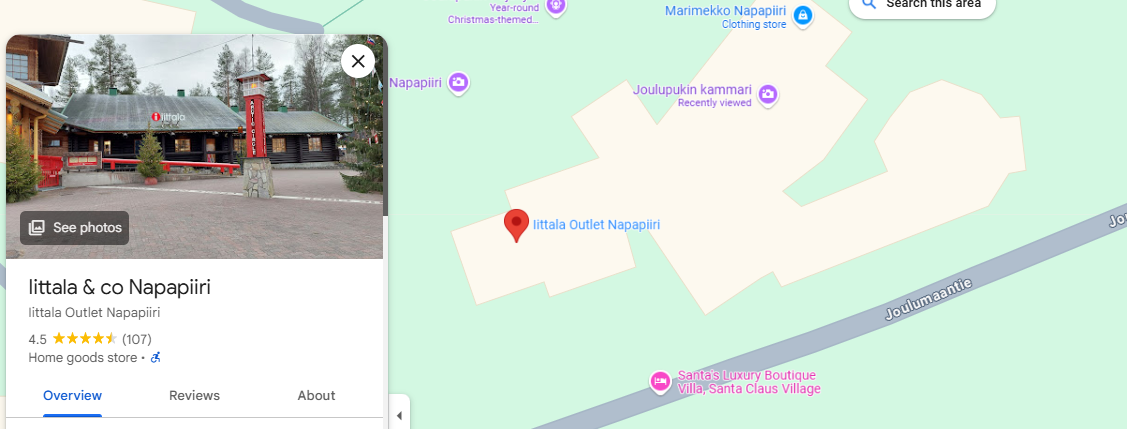 Year-round
Christmas-themed...
Marimekko Napapiiri
Clothing store
Search this area
Napapiiri
Joulupukin kammari
Recently viewed
iittala
ARCTIC CIRCLE
See photos
Iittala Outlet Napapiiri
Joulumaantie
Santa's Luxury Boutique
Villa, Santa Claus Village
Iittala & co Napapiiri
Iittala Outlet Napapiiri
4.5 (107)
Home goods store •
Overview Reviews About